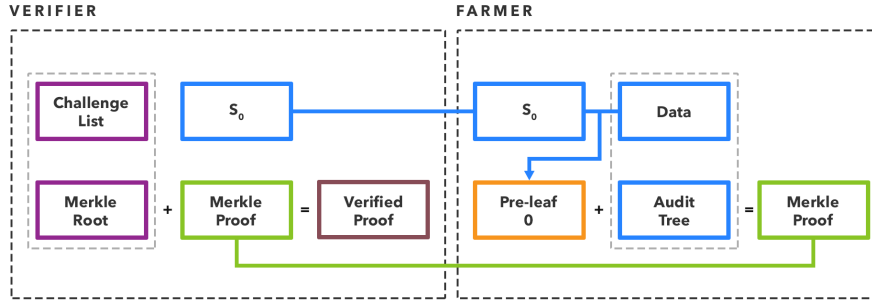 VERIFIER
FARMER
Challenge
List
S₀
S₀
Data
Merkle
Root
+
Merkle
Proof
=
Verified
Proof
Pre-leaf
0
+
Audit
Tree
=
Merkle
Proof